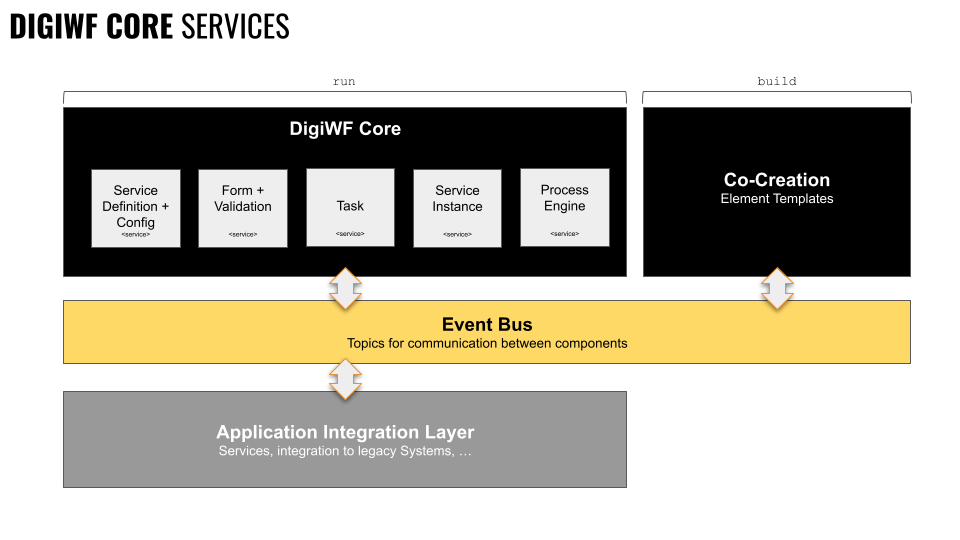 DIGIWF CORE SERVICES
run
build
DigiWF Core
Service
Definition +
Config
<service>
Form +
Validation
<service>
Task
<service>
Service
Instance
<service>
Process
Engine
<service>
Co-Creation
Element Templates
Event Bus
Topics for communication between components
Application Integration Layer
Services, integration to legacy Systems, …